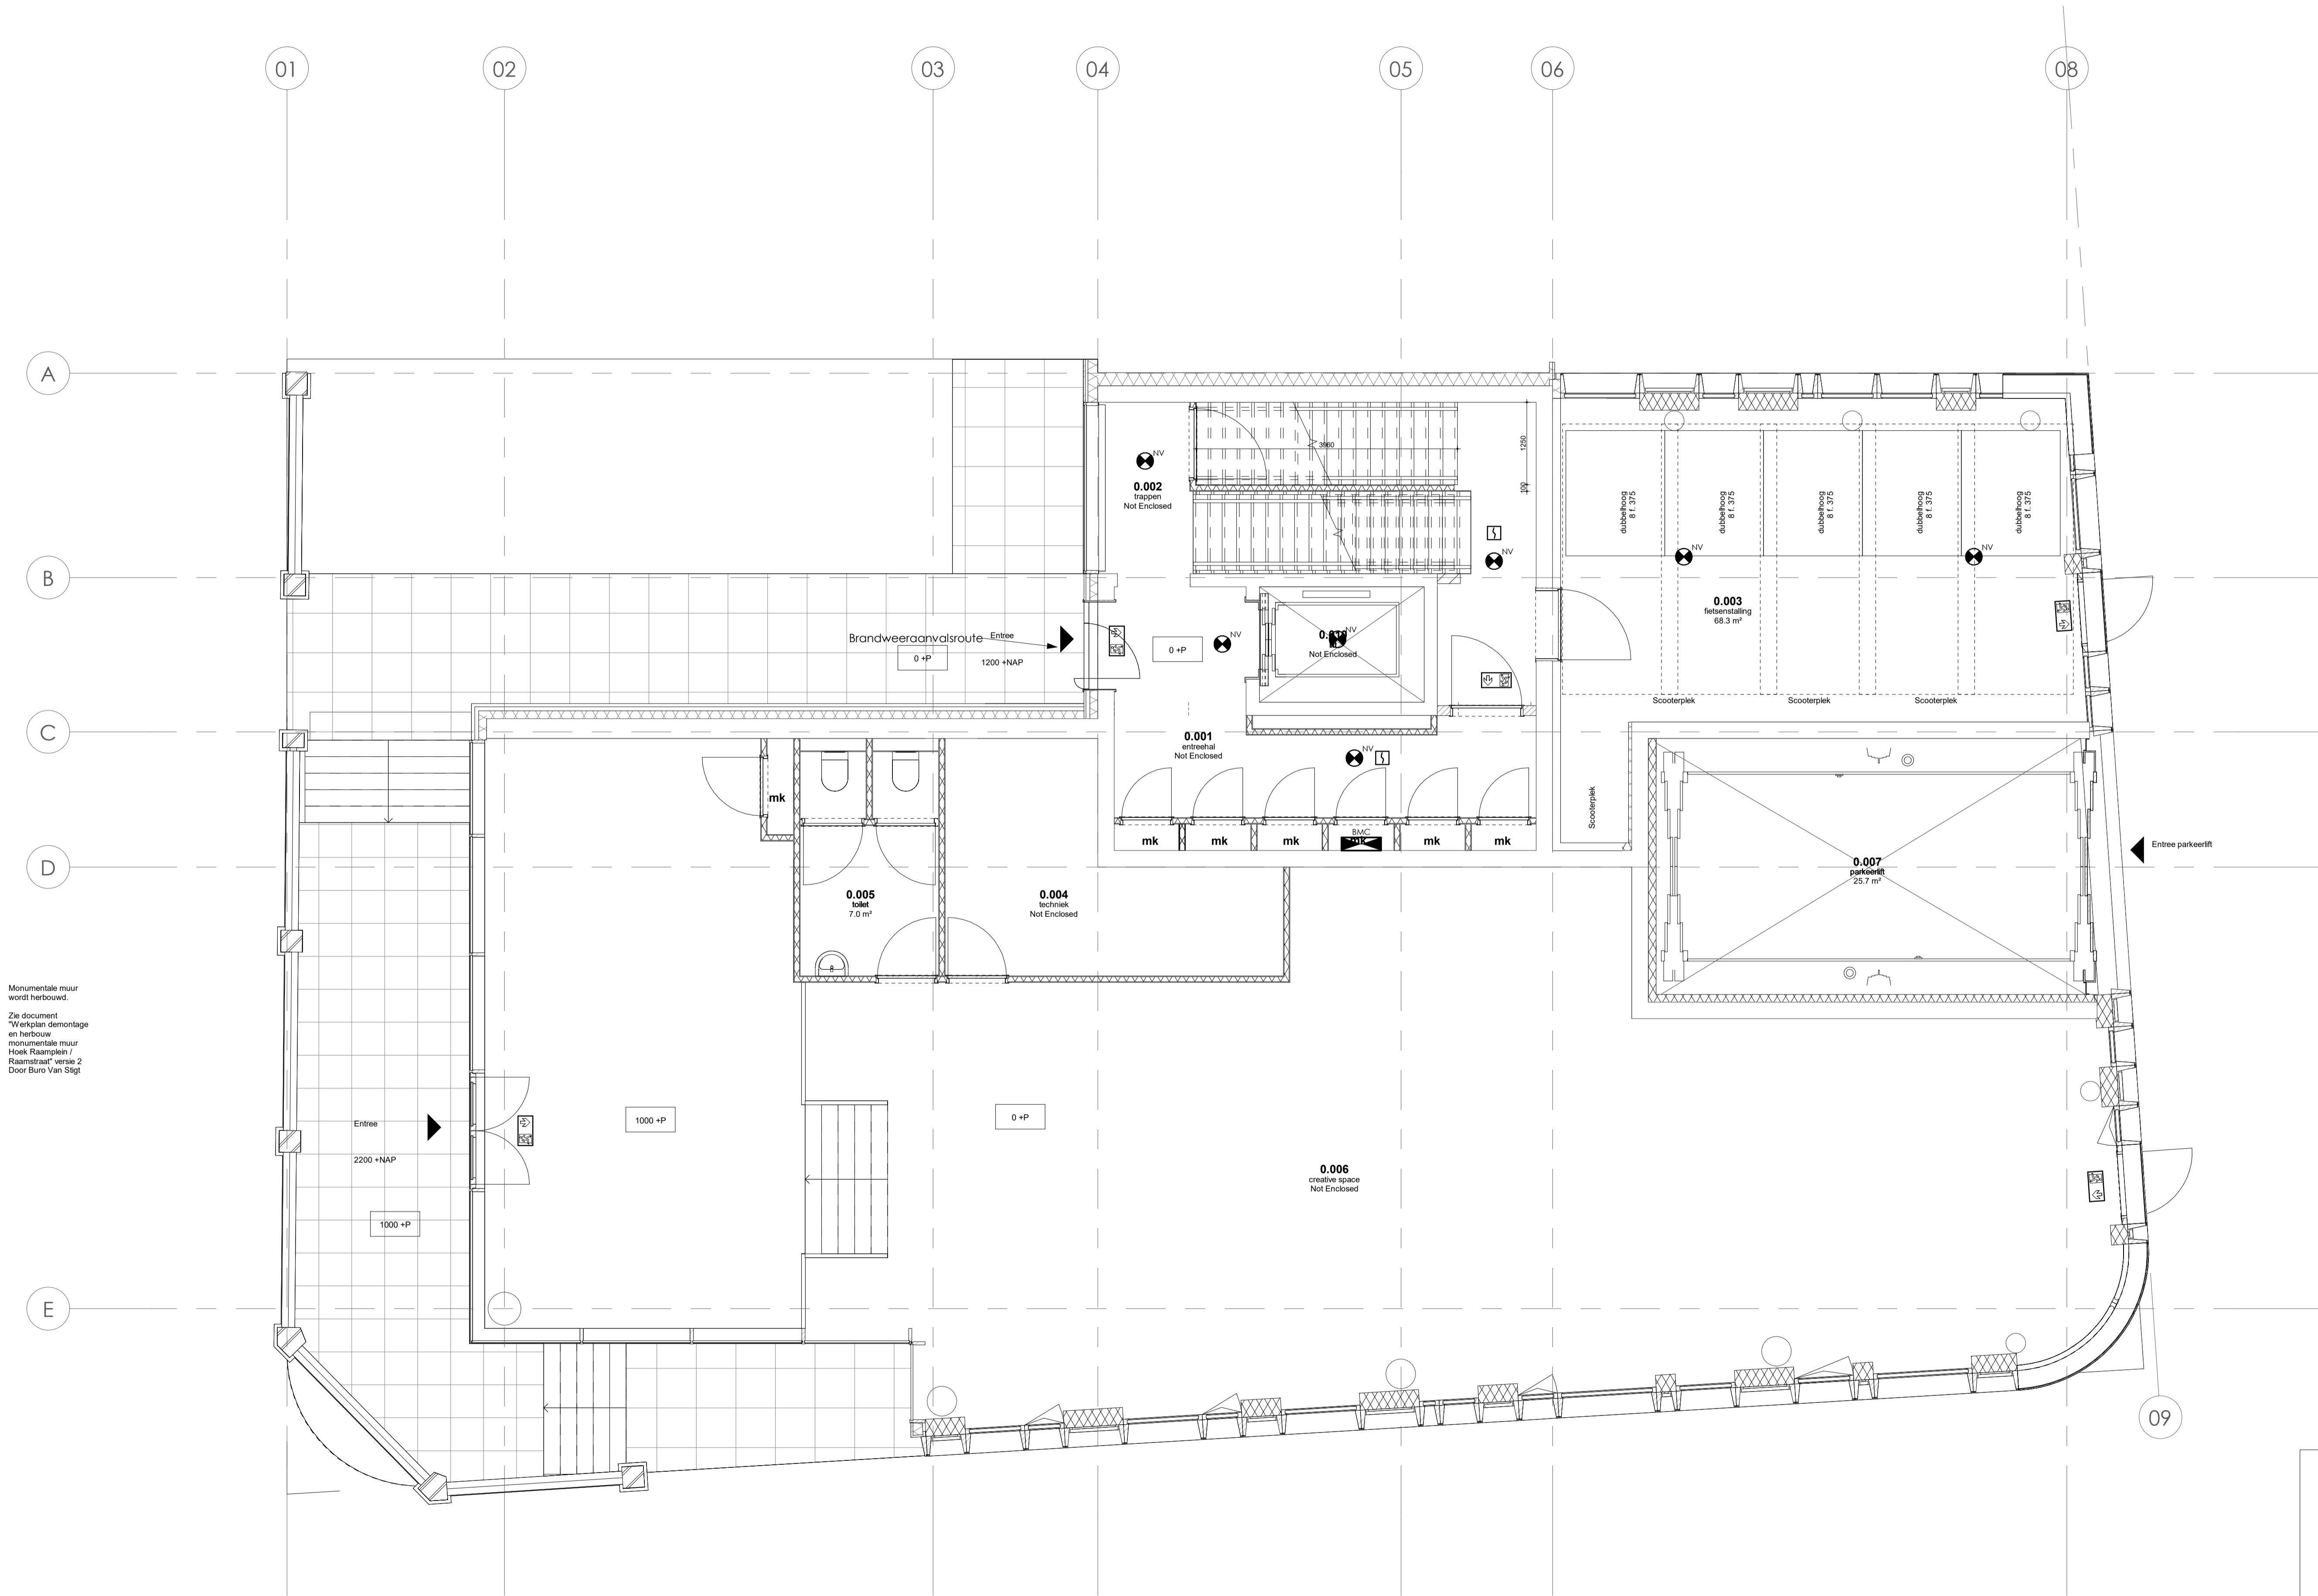 01
02
03
04
05
06
08
A
B
C
D
E
09
3960
1250
100
NV
0.002
trappen
Not Enclosed
NV
dubbelhoog
8 f. 375
dubbelhoog
8 f. 375
dubbelhoog
8 f. 375
dubbelhoog
8 f. 375
dubbelhoog
8 f. 375
NV
NV
0.003
fietsenstalling
68.3 m²
Brandweeraanvalsroute
Entree
0 +P
1200 +NAP
0 +P
NV
NV
Not Enclosed
Scooterplek
Scooterplek
Scooterplek
Scooterplek
0.001
entreehal
Not Enclosed
NV
mk
BMC
mk
mk
mk
mk
mk
mk
0.005
toilet
7.0 m²
0.004
techniek
Not Enclosed
0.007
parkeerlift
25.7 m²
Entree parkeerlift
Monumentale muur
wordt herbouwd.
Zie document
"Werkplan demontage
en herbouw
monumentale muur
Hoek Raamplein /
Raamstraat" versie 2
Door Buro Van Stigt
Entree
2200 +NAP
1000 +P
1000 +P
0 +P
0.006
creative space
Not Enclosed